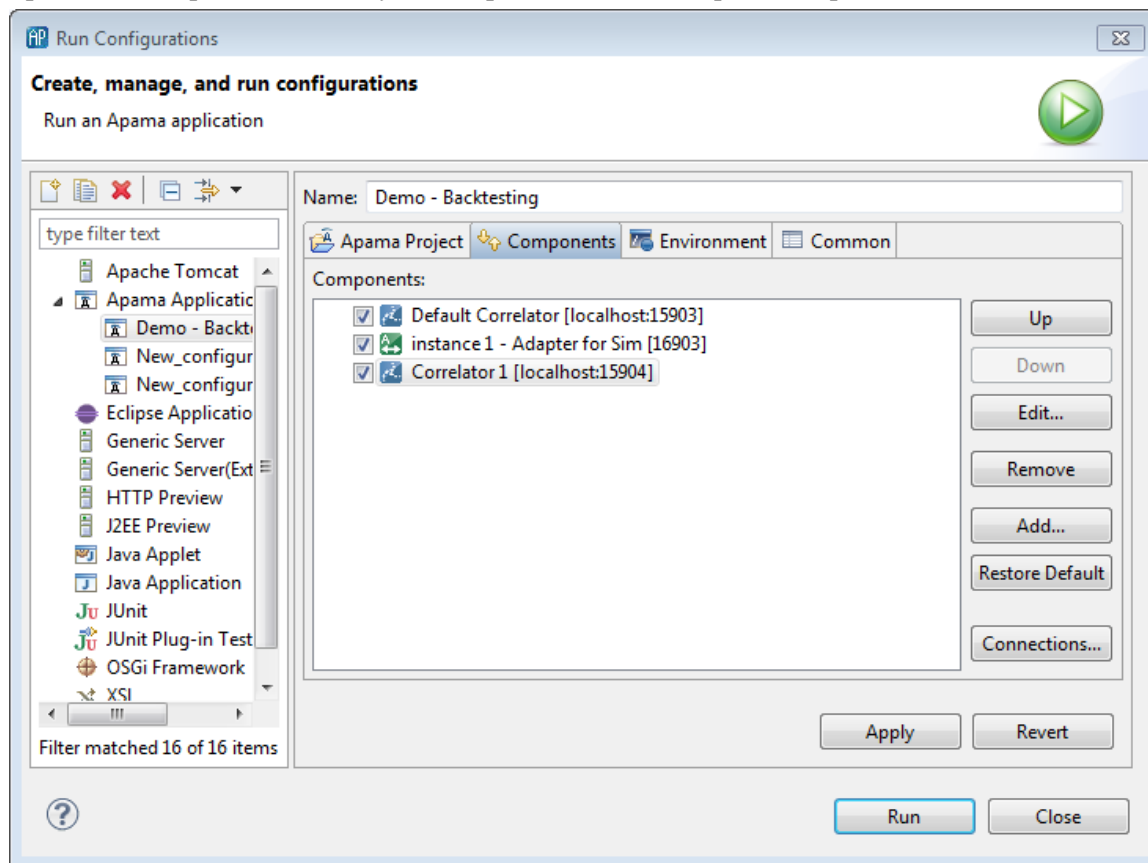 AP Run Configurations
Create, manage, and run configurations
Run an Apama application
Name: Demo - Backtesting
type filter text
Apama Project Components Environment Common
Components:
Apache Tomcat
Apama Applicatic
Demo - Backt
New_configur
New_configur
Eclipse Applicatio
Generic Server
Generic Server(Ext
HTTP Preview
J2EE Preview
Java Applet
Java Application
JUnit
JUnit Plug-in Test
OSGi Framework
XSL
Filter matched 16 of 16 items
Default Correlator [localhost:15903]
instance 1 - Adapter for Sim [16903]
Correlator 1 [localhost:15904]
Up
Down
Edit...
Remove
Add...
Restore Default
Connections...
Apply Revert
Run Close